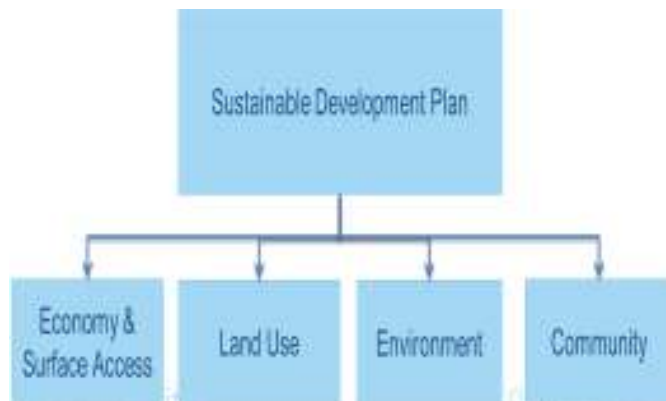 Sustainable Development Plan
Economy &
Surface Access
Land Use
Environment
Community